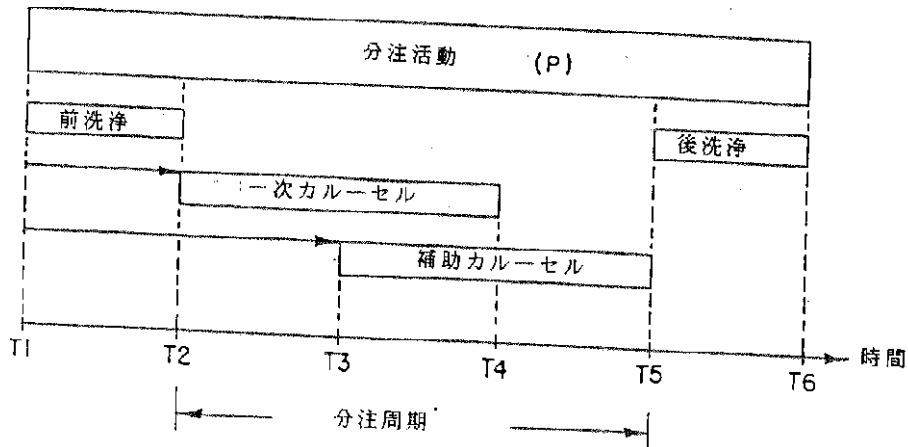 分注活動 (P)
前洗浄
後洗浄
一次カルーセル
補助カルーセル
T1 T2 T3 T4 T5 T6 時間
分注周期